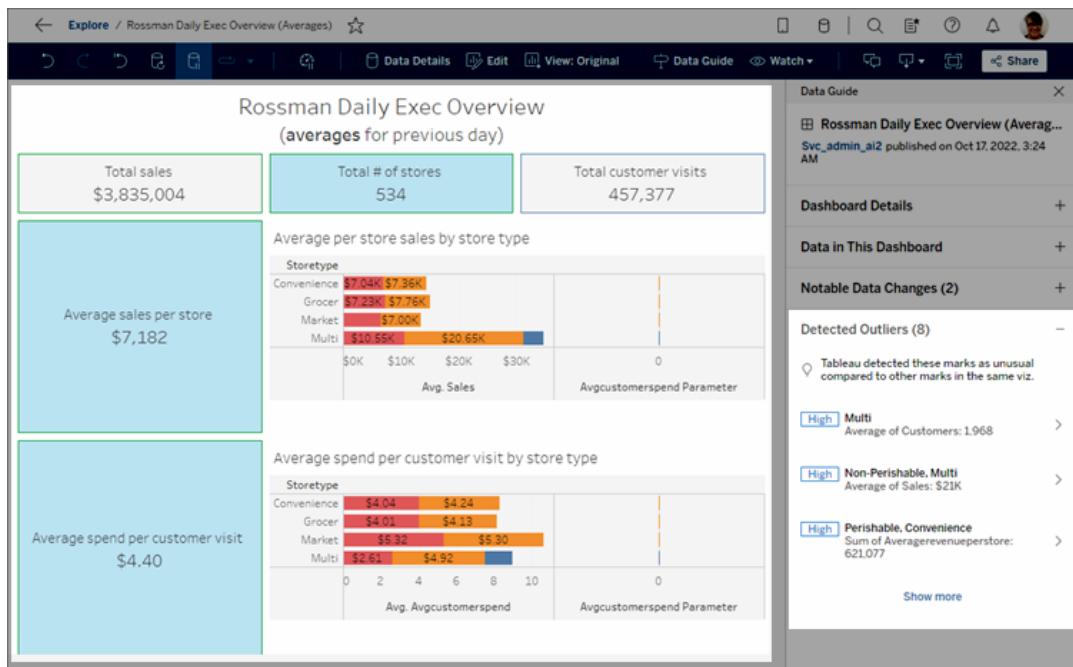 Explore / Rossman Daily Exec Overview (Averages)
Data Details Edit View: Original Data Guide Watch Share
Rossman Daily Exec Overview
(averages for previous day)
Total sales
$3,835,004
Total # of stores
534
Total customer visits
457,377
Average sales per store
$7,182
Average per store sales by store type
Storetype
Convenience $7.04K $7.36K
Grocer $7.23K $7.76K
Market $7.00K
Multi $10.55K $20.65K
$0K $10K $20K $30K 0
Avg. Sales Avgcustomerspend Parameter
Average spend per customer visit
$4.40
Average spend per customer visit by store type
Storetype
Convenience $4.04 $4.24
Grocer $4.01 $4.13
Market $5.32 $5.30
Multi $2.61 $4.92
0 2 4 6 8 10 0
Avg. Avgcustomerspend Avgcustomerspend Parameter
Data Guide
Rossman Daily Exec Overview (Averag...
Svc_admin_ai2 published on Oct 17, 2022, 3:24
AM
Dashboard Details
Data in This Dashboard
Notable Data Changes (2)
Detected Outliers (8)
Tableau detected these marks as unusual
compared to other marks in the same viz.
High Multi
Average of Customers: 1,968
High Non-Perishable, Multi
Average of Sales: $21K
High Perishable, Convenience
Sum of Averagerevenueperstore:
621,077
Show more